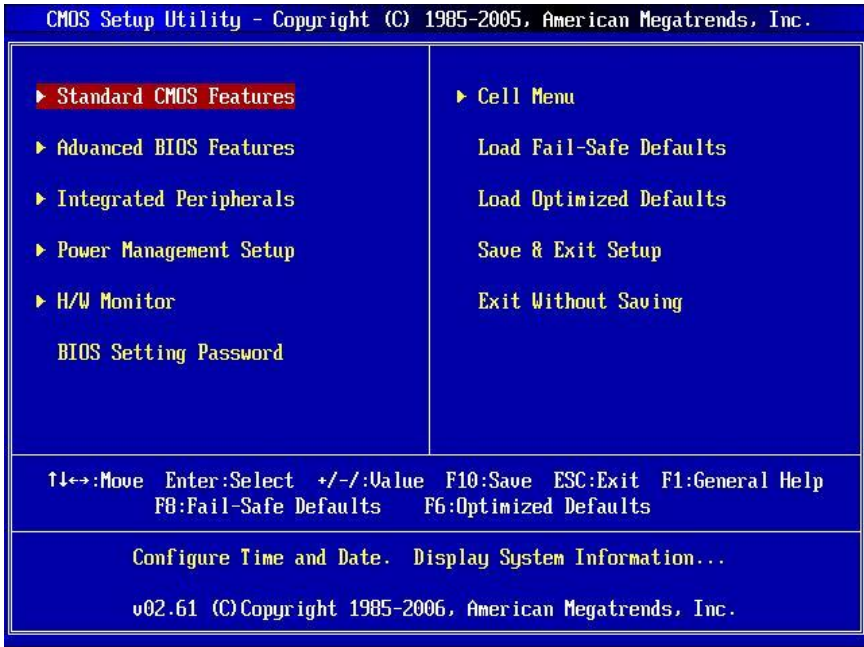 CMOS Setup Utility - Copyright (C) 1985-2005, American Megatrends, Inc.
▶ Standard CMOS Features
▶ Advanced BIOS Features
▶ Integrated Peripherals
▶ Power Management Setup
▶ H/W Monitor
BIOS Setting Password
▶ Cell Menu
Load Fail-Safe Defaults
Load Optimized Defaults
Save & Exit Setup
Exit Without Saving
↑↓←→:Move  Enter:Select  +/-/:Value  F10:Save  ESC:Exit  F1:General Help
F8:Fail-Safe Defaults    F6:Optimized Defaults
Configure Time and Date.  Display System Information...
v02.61 (C)Copyright 1985-2006, American Megatrends, Inc.